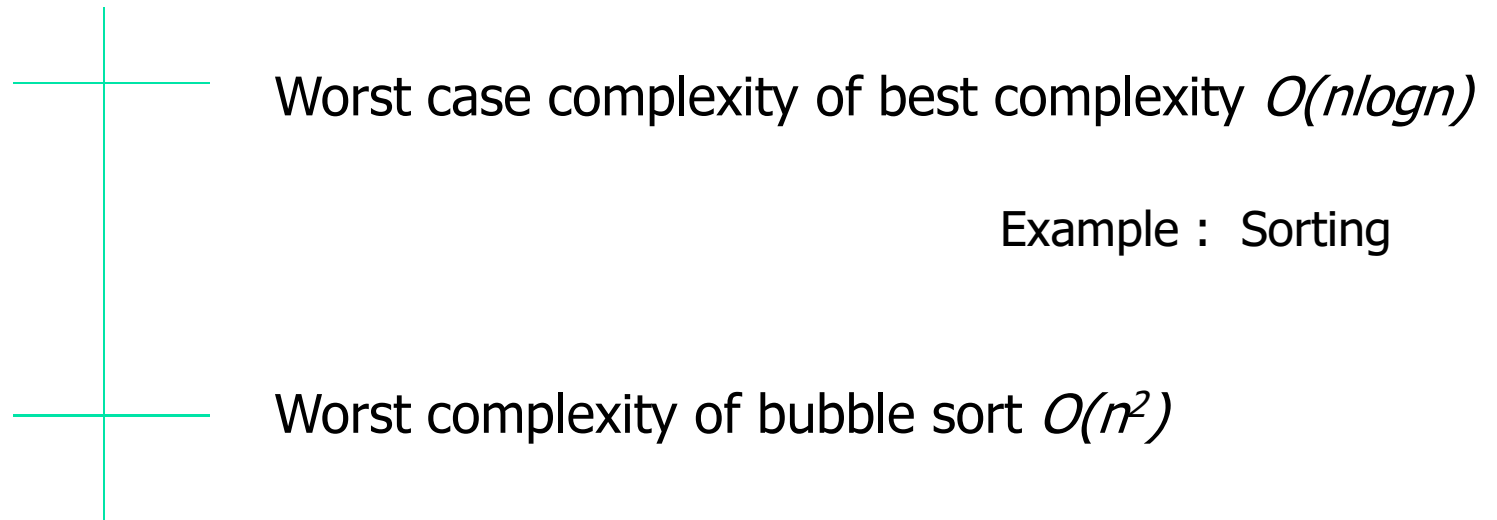 Worst case complexity of best complexity O(nlogn)
Example : Sorting
Worst complexity of bubble sort O(n²)